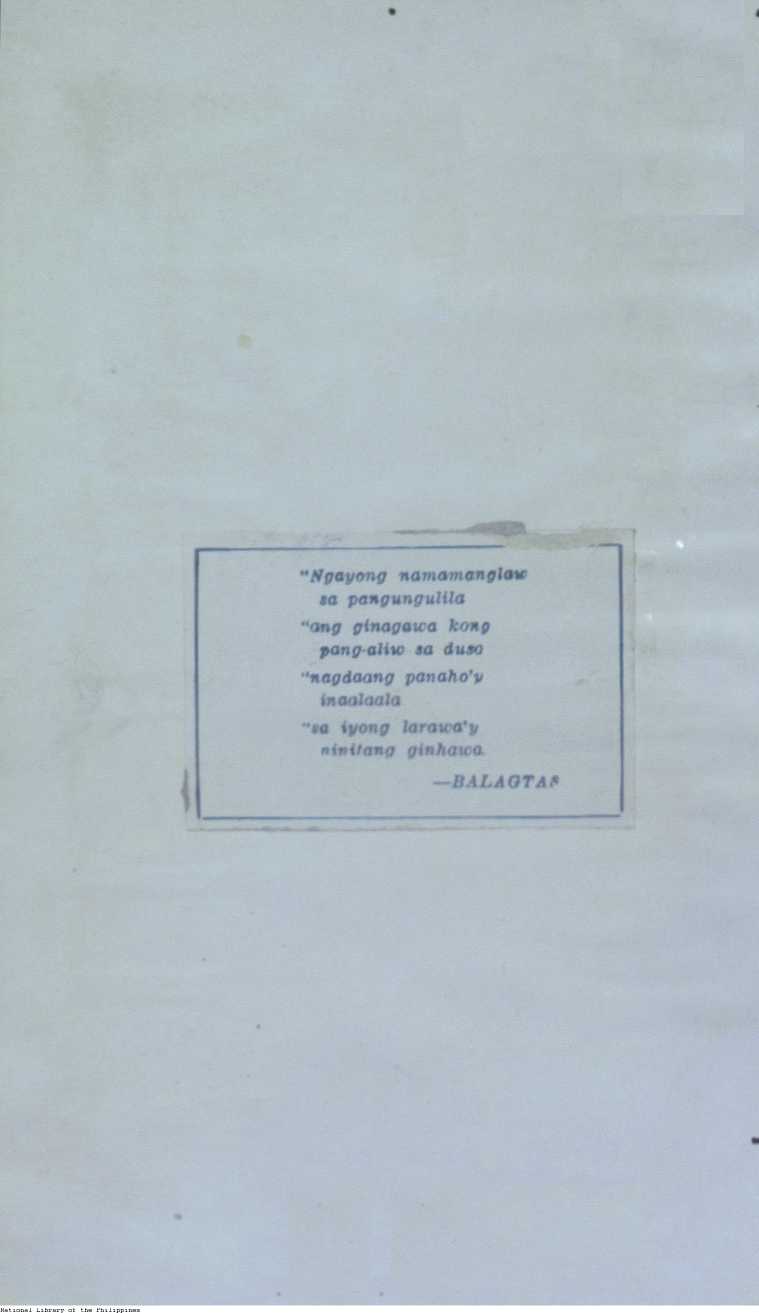 “Ngayong namamanglaw
sa pangungulila
“ang ginagawa kong
pang-aliw sa dusa
“nagdaang panaho’y
inaalaala
“sa iyong larawa’y
ninitang ginhawa.
—BALAGTAS
National Library of the Philippines